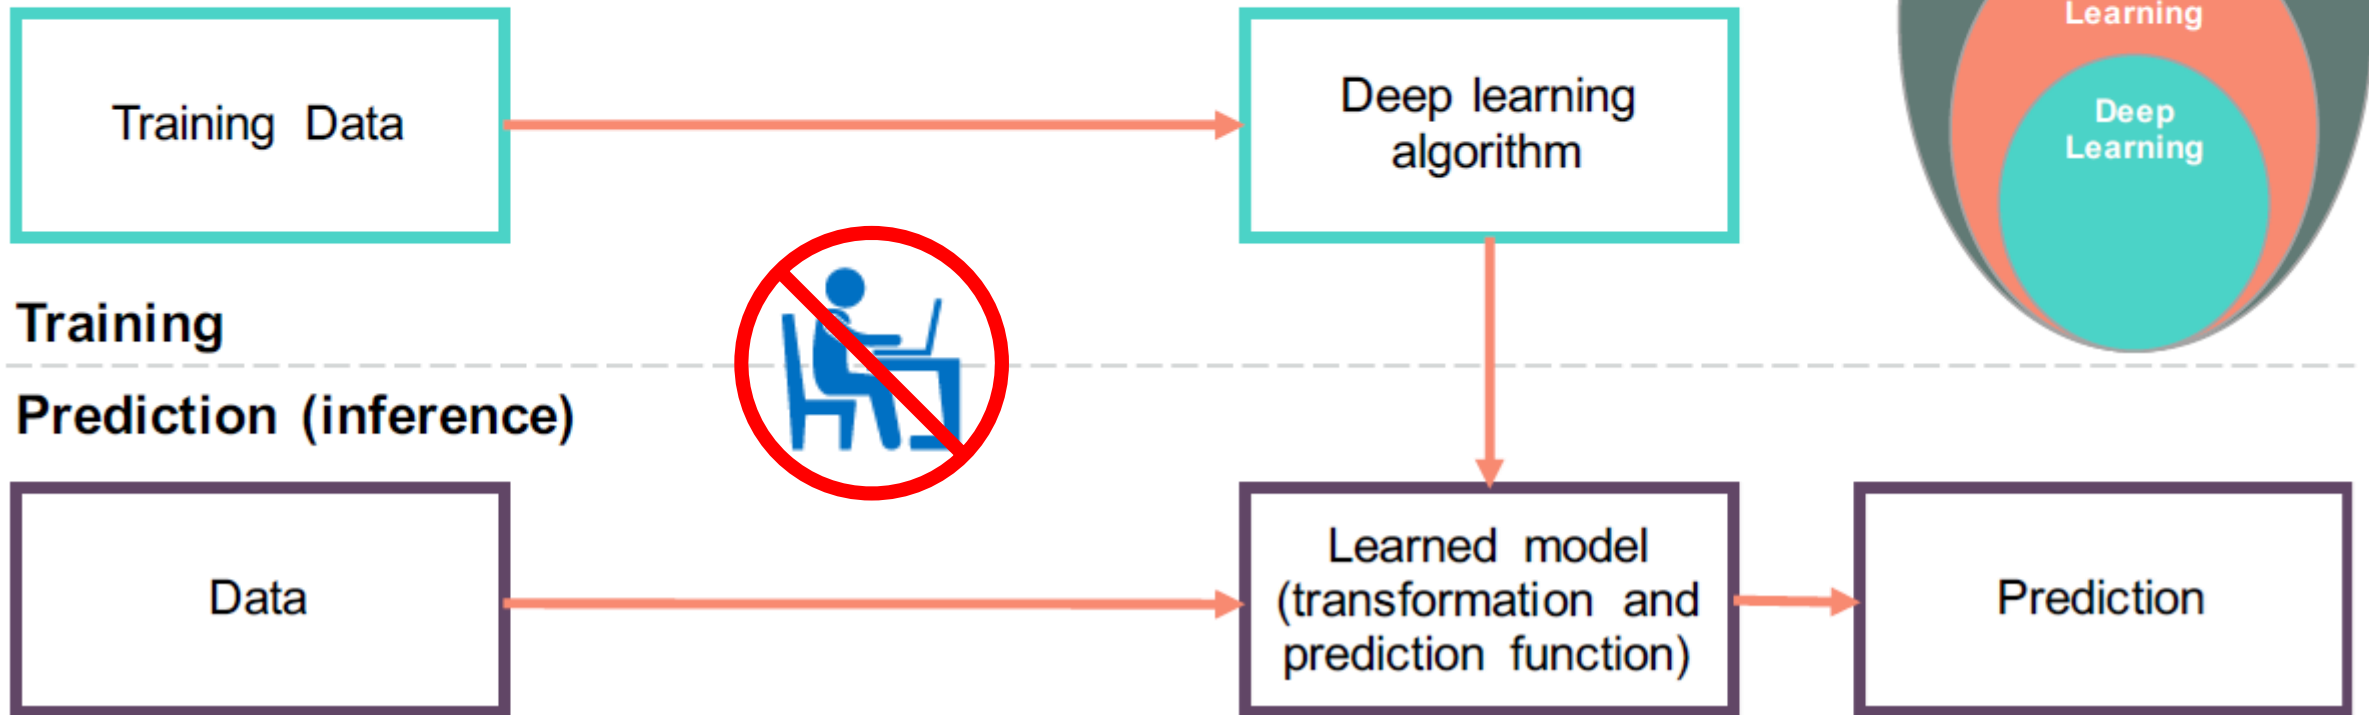 Learning
Training Data
Deep learning
algorithm
Deep
Learning
Training
Prediction (inference)
Data
Learned model
(transformation and
prediction function)
Prediction